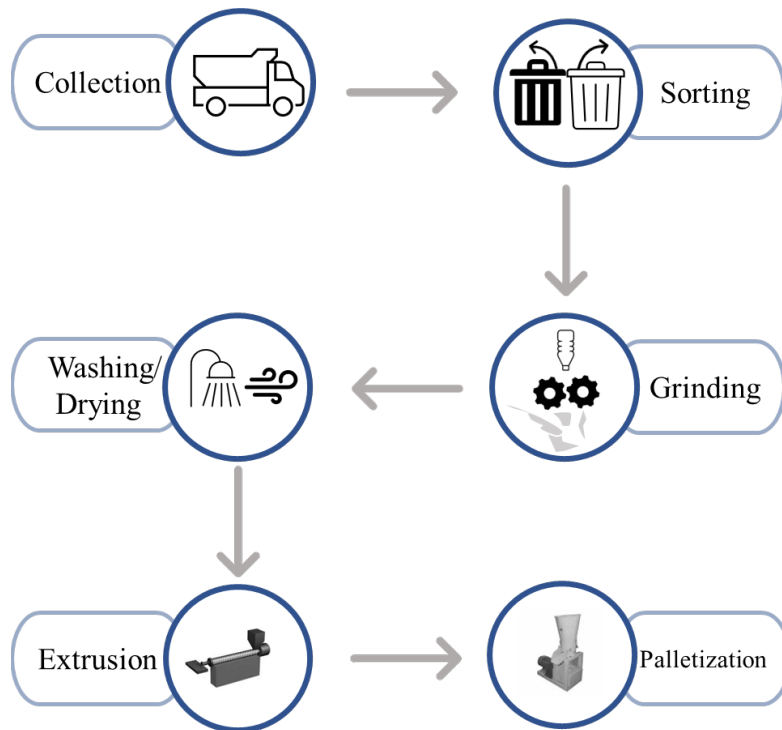 Collection
Sorting
Grinding
Washing/
Drying
Extrusion
Palletization